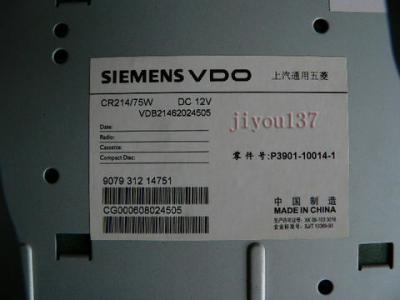 SIEMENS VDO 上汽通用五菱
CR214/75W DC 12V
VDB21462024505
Date:
Radio:
Cassette:
Compact Disc:
jiyou137
零件号:P3901-10014-1
9079 312 14751
CG000608024505
中国制造
MADE IN CHINA